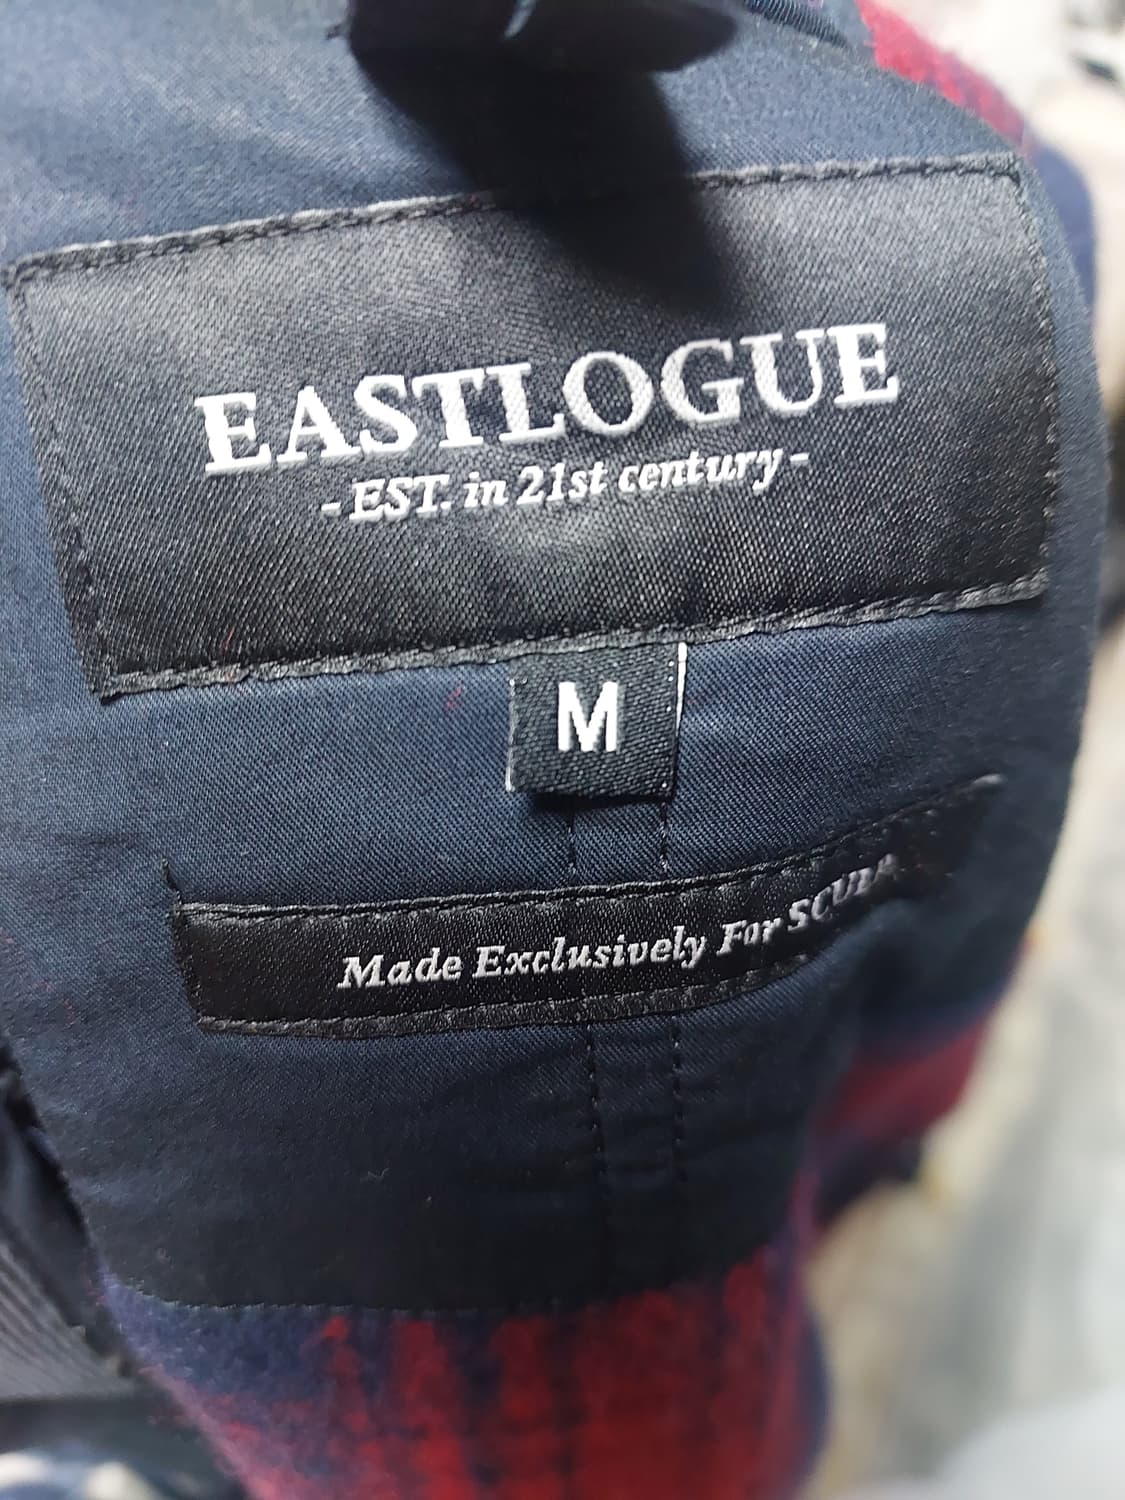 EASTLOGUE
- EST. in 21st century -
M
Made Exclusively For